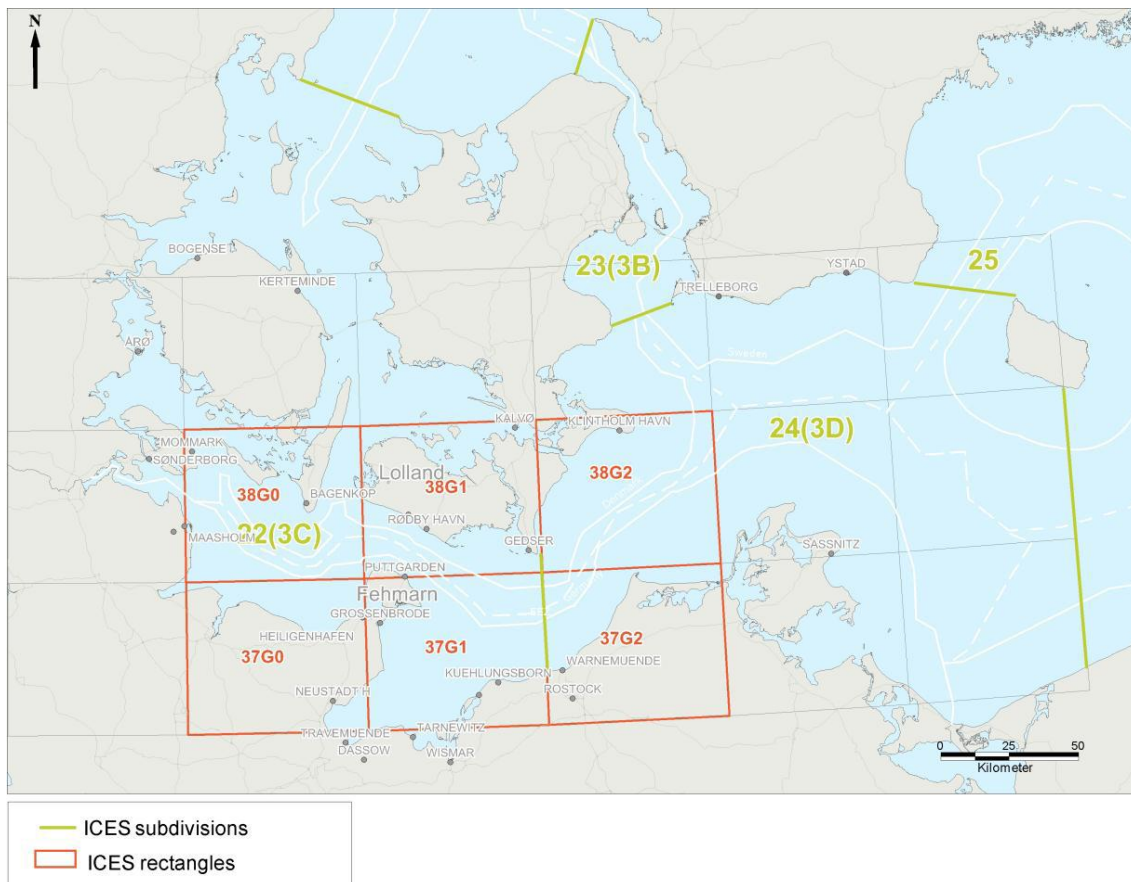 N
BOGENSET
KERTEMINDE
23(3B)
25
YSTAD
TRELLEBORG
ARØ
Sweden
KALVØ
KLINTHOLM HAVN
24(3D)
MOMMARK
SØNDERBORG
Lolland
38G0
38G1
38G2
BAGENKOP
22(3C)
RØDBY HAVN
MAASHOLM
GEDSER
SASSNITZ
PUTTGARDEN
Fehmarn
GROSSENBRODE
HEILIGENHAFEN
37G0
37G1
37G2
KUEHLUNGSBORN
WARNEMUENDE
NEUSTADT H
ROSTOCK
TRAVEMUENDE
TARNEWITZ
DASSOW
WISMAR
0 25 50
Kilometer
ICES subdivisions
ICES rectangles